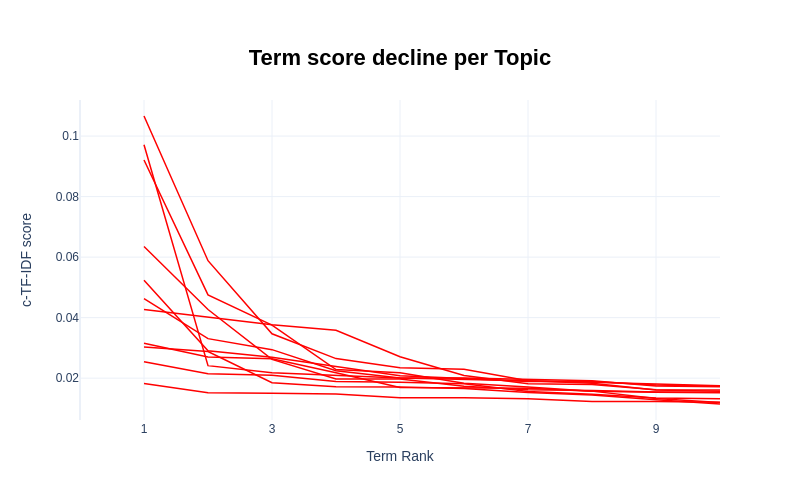 Term score decline per Topic
c-TF-IDF score
0.1
0.08
0.06
0.04
0.02
1 3 5 7 9
Term Rank